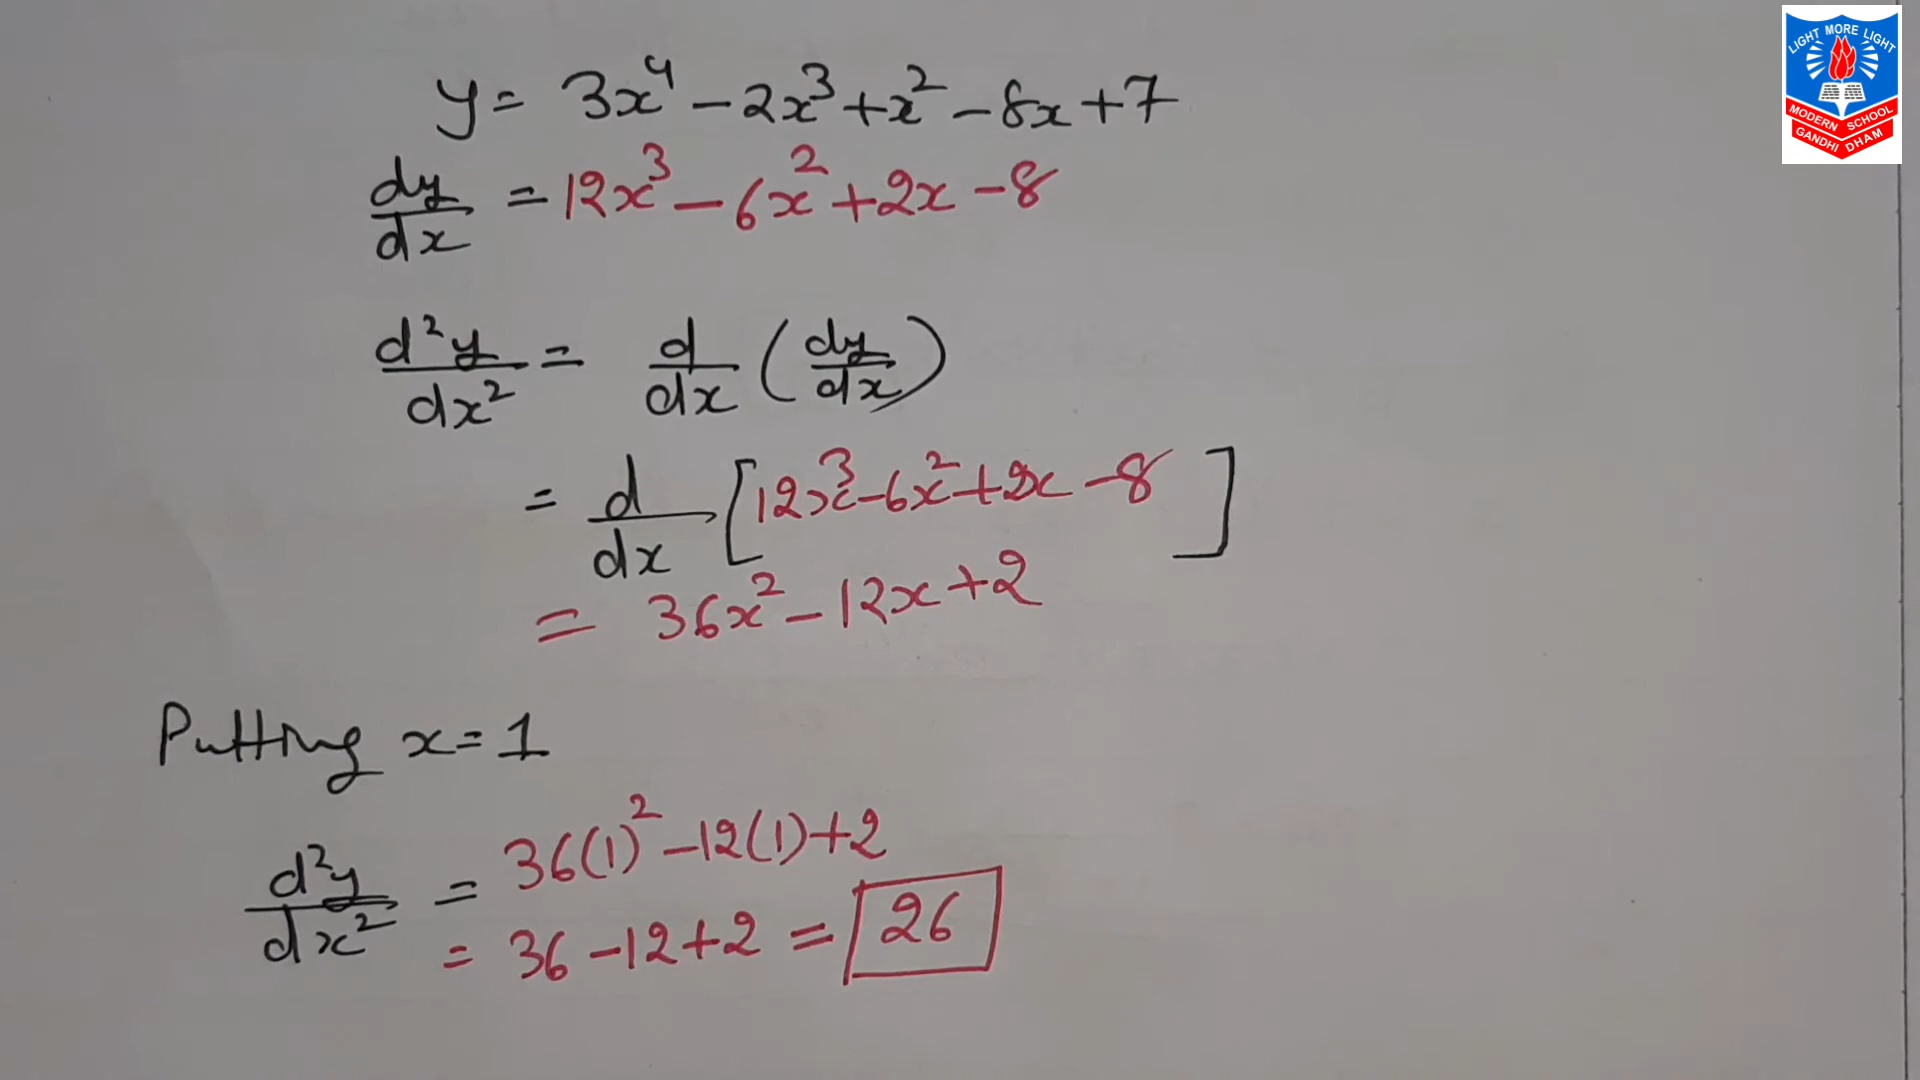 LIGHT MORE LIGHT
MODERN SCHOOL
GANDHI DHAM
y = 3x⁴ - 2x³ + x² - 8x + 7
dy/dx = 12x³ - 6x² + 2x - 8
d²y/dx² = d/dx (dy/dx)
= d/dx [12x³ - 6x² + 2x - 8]
= 36x² - 12x + 2
Putting x = 1
d²y/dx² = 36(1)² - 12(1) + 2
= 36 - 12 + 2 = 26